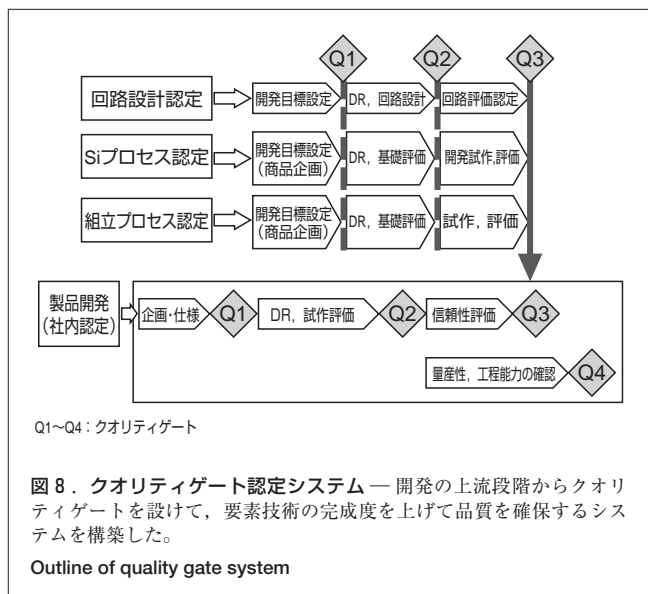 Q1 Q2 Q3
回路設計認定 開発目標設定 DR，回路設計 回路評価認定
Siプロセス認定 開発目標設定 DR，基礎評価 開発試作,評価
（商品企画）
組立プロセス認定 開発目標設定 DR，基礎評価 試作，評価
（商品企画）
製品開発
（社内認定）
企画・仕様 Q1 DR，試作評価 Q2 信頼性評価 Q3
量産性，工程能力の確認 Q4
Q1〜Q4：クオリティゲート
図８．クオリティゲート認定システム — 開発の上流段階からクオリ
ティゲートを設けて，要素技術の完成度を上げて品質を確保するシス
テムを構築した。
Outline of quality gate system